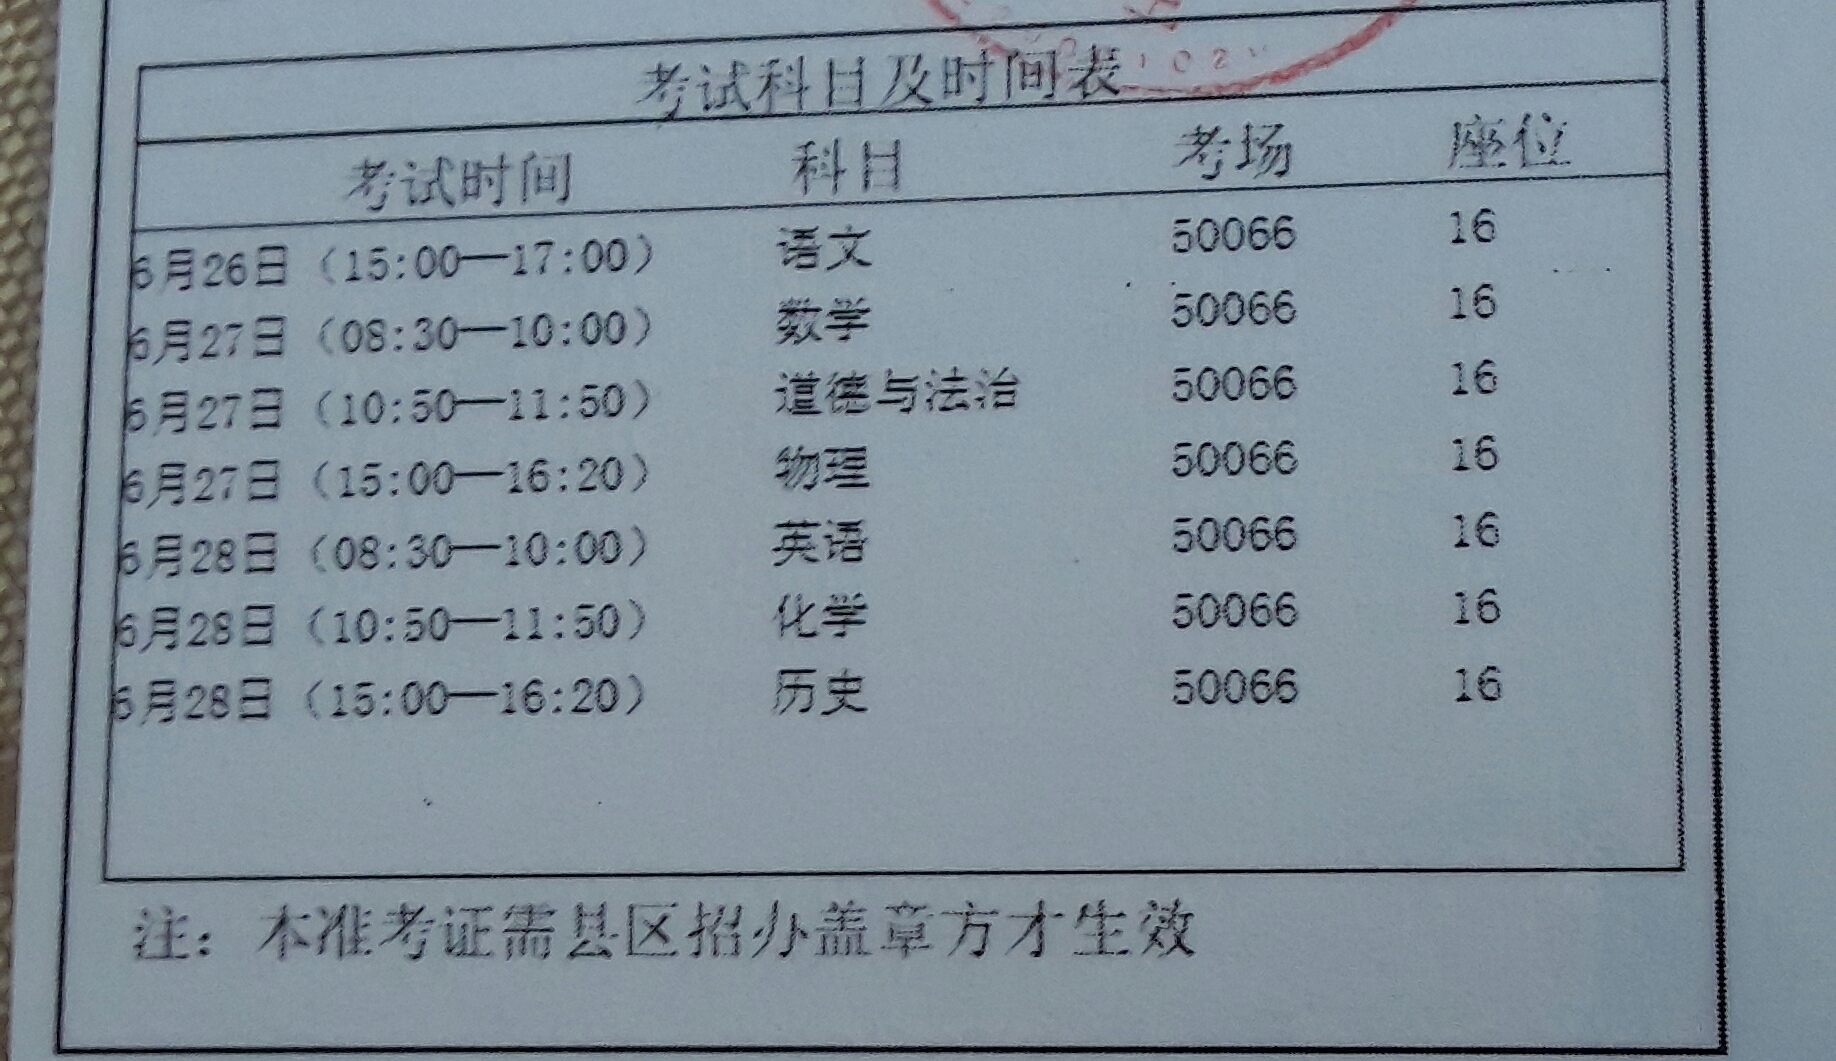 考试科目及时间表
考试时间 科目 考场 座位
6月26日（15:00—17:00） 语文 50066 16
6月27日（08:30—10:00） 数学 50066 16
6月27日（10:50—11:50） 道德与法治 50066 16
6月27日（15:00—16:20） 物理 50066 16
6月28日（08:30—10:00） 英语 50066 16
6月28日（10:50—11:50） 化学 50066 16
6月28日（15:00—16:20） 历史 50066 16
注：本准考证需县区招办盖章方才生效